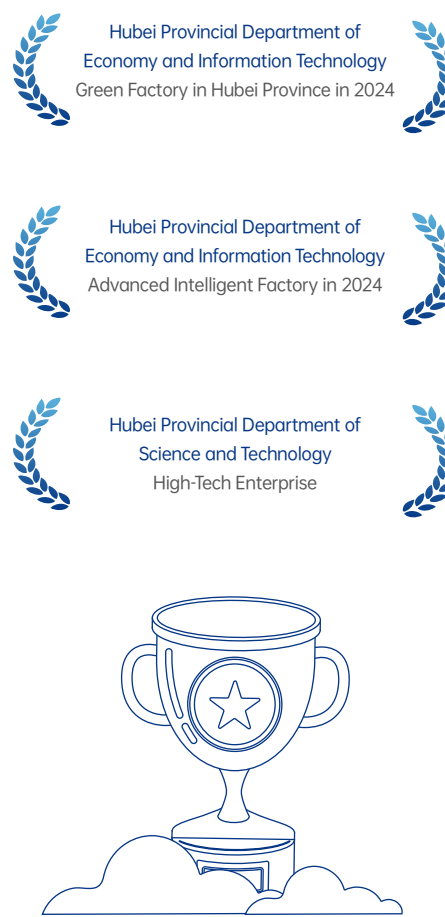 Hubei Provincial Department of
Economy and Information Technology
Green Factory in Hubei Province in 2024
Hubei Provincial Department of
Economy and Information Technology
Advanced Intelligent Factory in 2024
Hubei Provincial Department of
Science and Technology
High-Tech Enterprise